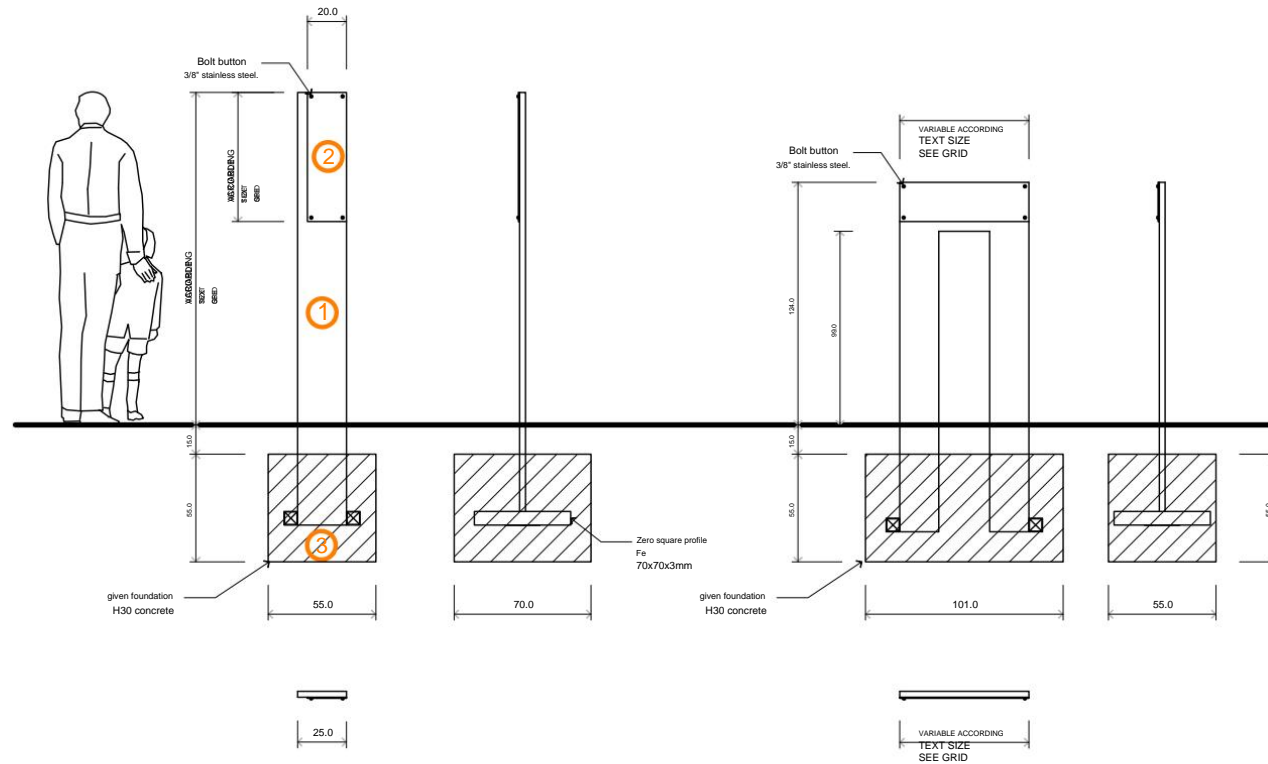 20.0
Bolt button
3/8" stainless steel.
2
1
3
15.0
55.0
given foundation
H30 concrete
55.0
70.0
Zero square profile
Fe
70x70x3mm
25.0
VARIABLE ACCORDING
TEXT SIZE
SEE GRID
Bolt button
3/8" stainless steel.
124.0
99.0
15.0
55.0
given foundation
H30 concrete
101.0
55.0
VARIABLE ACCORDING
TEXT SIZE
SEE GRID